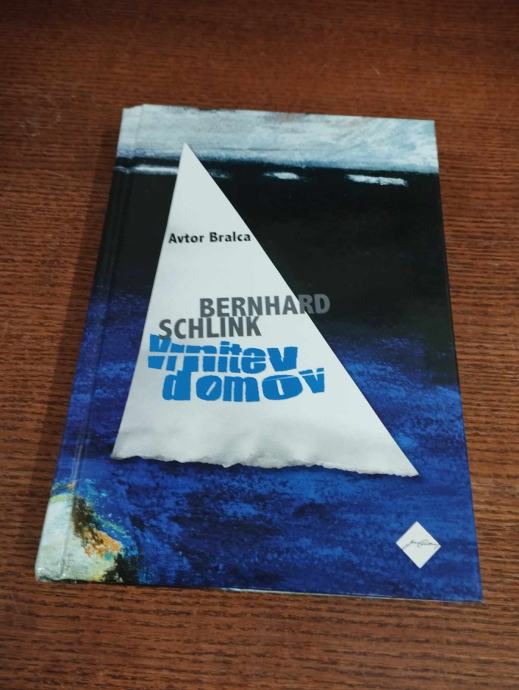 Avtor Bralca
BERNHARD
SCHLINK
Vrnitev
domov